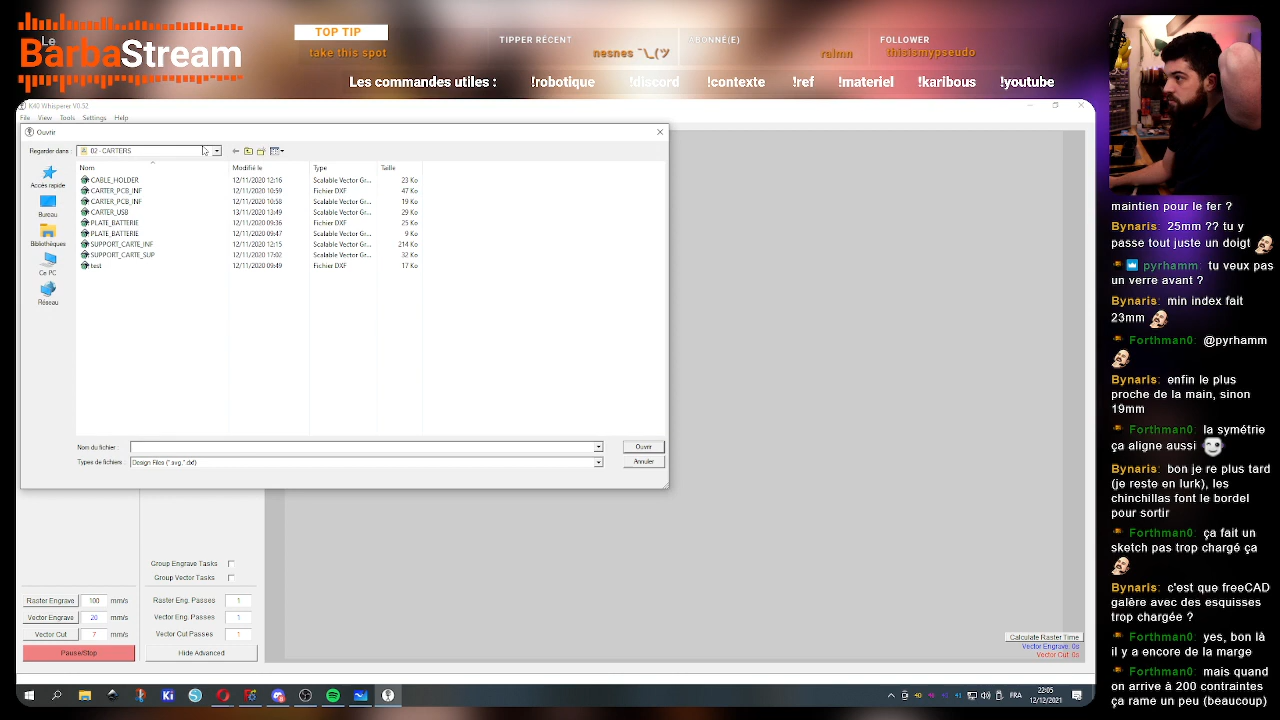 Le
BarbaStream
TOP TIP
take this spot
TIPPER RÉCENT
nesnes ¯\_(ツ
ABONNÉ(E)
ralmn
FOLLOWER
thisismypseudo
Les commandes utiles : !robotique !discord !contexte !ref !materiel !karibous !youtube
K40 Whisperer V0.52
File View Tools Settings Help
Ouvrir
Regarder dans : 02 - CARTERS
Nom Modifié le Type Taille
CABLE_HOLDER 12/11/2020 12:16 Scalable Vector Gr... 23 Ko
CARTER_PCB_INF 12/11/2020 10:59 Fichier DXF 47 Ko
CARTER_PCB_INF 12/11/2020 10:58 Scalable Vector Gr... 19 Ko
CARTER_USB 13/11/2020 13:49 Scalable Vector Gr... 29 Ko
PLATE_BATTERIE 12/11/2020 09:36 Fichier DXF 25 Ko
PLATE_BATTERIE 12/11/2020 09:47 Scalable Vector Gr... 9 Ko
SUPPORT_CARTE_INF 12/11/2020 12:15 Scalable Vector Gr... 214 Ko
SUPPORT_CARTE_SUP 12/11/2020 17:02 Scalable Vector Gr... 32 Ko
test 12/11/2020 09:49 Fichier DXF 17 Ko
Accès rapide
Bureau
Bibliothèques
Ce PC
Réseau
Nom du fichier : Ouvrir
Types de fichiers : Design Files (*.svg,*.dxf) Annuler
Group Engrave Tasks
Group Vector Tasks
Raster Engrave 100 mm/s Raster Eng. Passes 1
Vector Engrave 20 mm/s Vector Eng. Passes 1
Vector Cut 7 mm/s Vector Cut Passes 1
Pause/Stop Hide Advanced
Calculate Raster Time
Vector Engrave: 0s
Vector Cut: 0s
FR
22:05
12/12/2021
maintien pour le fer ?
Bynaris: 25mm ?? tu y
passe tout juste un doigt
pyrhamm: tu veux pas
un verre avant ?
Bynaris: min index fait
23mm
Forthman0: @pyrhamm
Bynaris: enfin le plus
proche de la main, sinon
19mm
Forthman0: la symétrie
ça aligne aussi
Bynaris: bon je re plus tard
(je reste en lurk), les
chinchillas font le bordel
pour sortir
Forthman0: ça fait un
sketch pas trop chargé ça
Bynaris: c'est que freeCAD
galère avec des esquisses
trop chargée ?
Forthman0: yes, bon là
il y a encore de la marge
Forthman0: mais quand
on arrive à 200 contraintes
ça rame un peu (beaucoup)